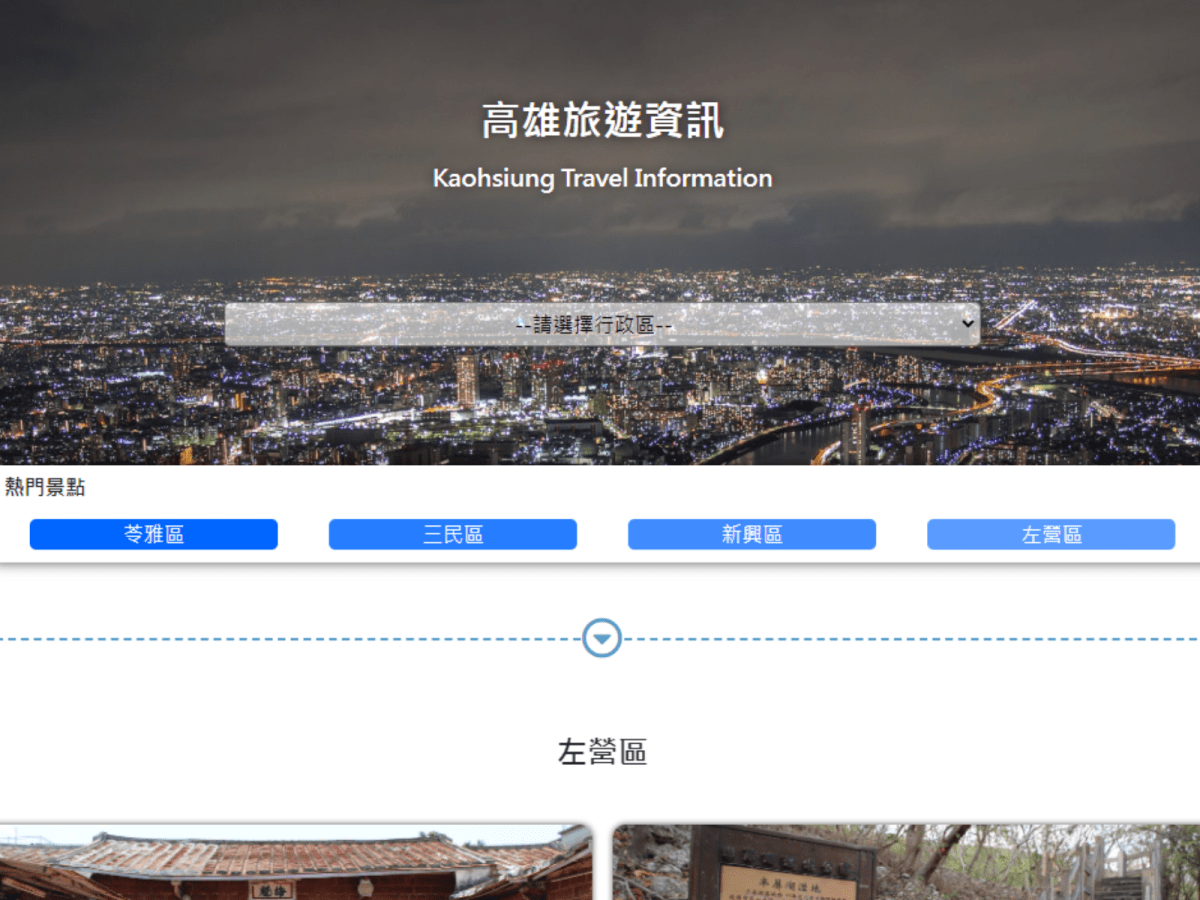 高雄旅遊資訊
Kaohsiung Travel Information
--請選擇行政區--
熱門景點
苓雅區
三民區
新興區
左營區
左營區